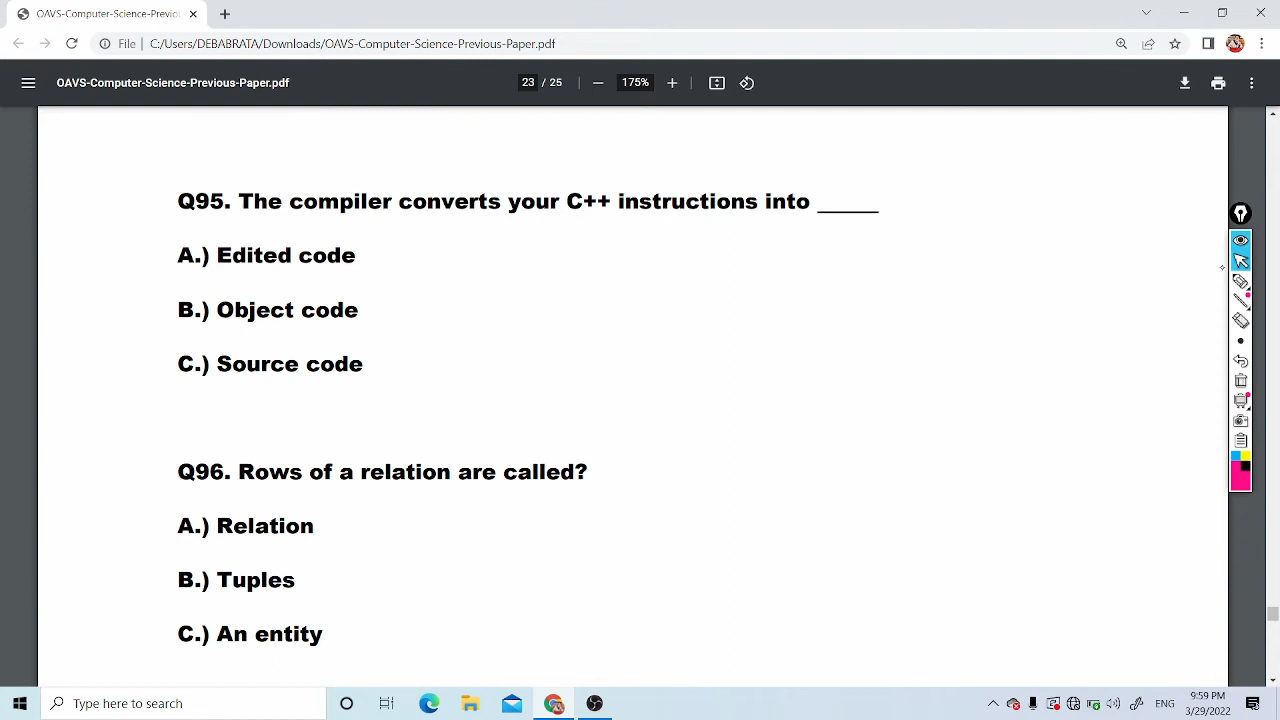 OAVS-Computer-Science-Previo
File C:/Users/DEBABRATA/Downloads/OAVS-Computer-Science-Previous-Paper.pdf
OAVS-Computer-Science-Previous-Paper.pdf 23 / 25 175%
Q95. The compiler converts your C++ instructions into _____
A.) Edited code
B.) Object code
C.) Source code
Q96. Rows of a relation are called?
A.) Relation
B.) Tuples
C.) An entity
Type here to search
ENG
9:59 PM
3/29/2022